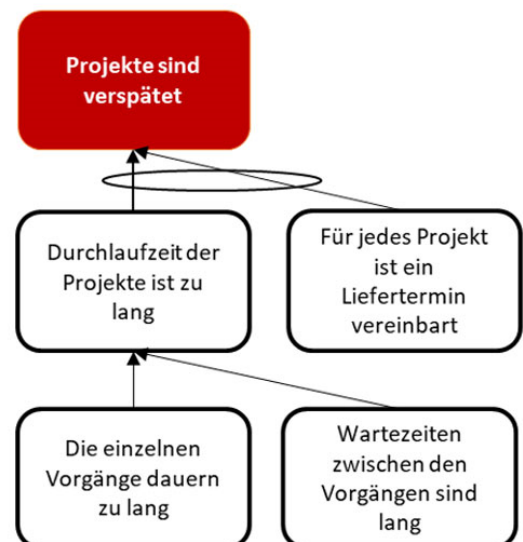 Projekte sind
verspätet
Durchlaufzeit der
Projekte ist zu
lang
Für jedes Projekt
ist ein
Liefertermin
vereinbart
Die einzelnen
Vorgänge dauern
zu lang
Wartezeiten
zwischen den
Vorgängen sind
lang